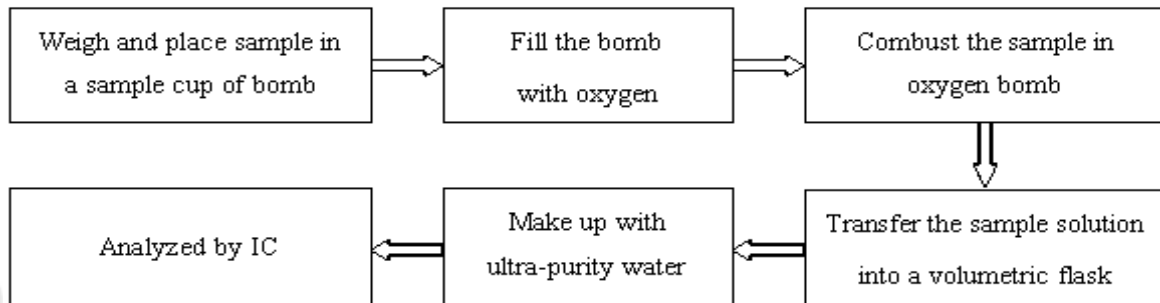 Weigh and place sample in
a sample cup of bomb
Fill the bomb
with oxygen
Combust the sample in
oxygen bomb
Transfer the sample solution
into a volumetric flask
Make up with
ultra-purity water
Analyzed by IC